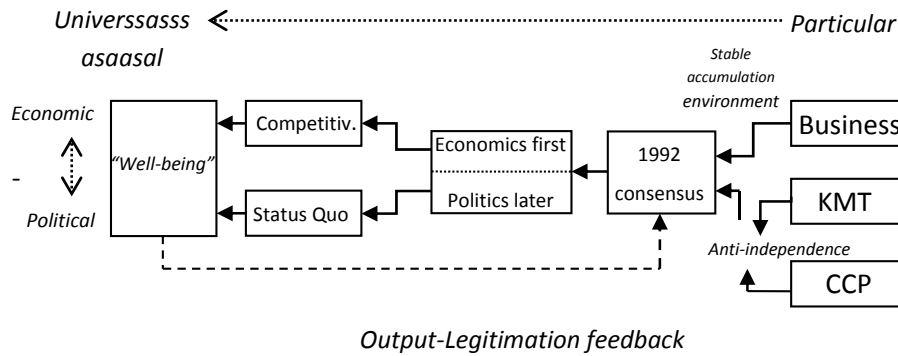 Universsasss
asaasal
Particular
Stable
accumulation
environment
Economic
-
Political
"Well-being"
Competitiv.
Status Quo
Economics first
Politics later
1992
consensus
Business
KMT
Anti-independence
CCP
Output-Legitimation feedback